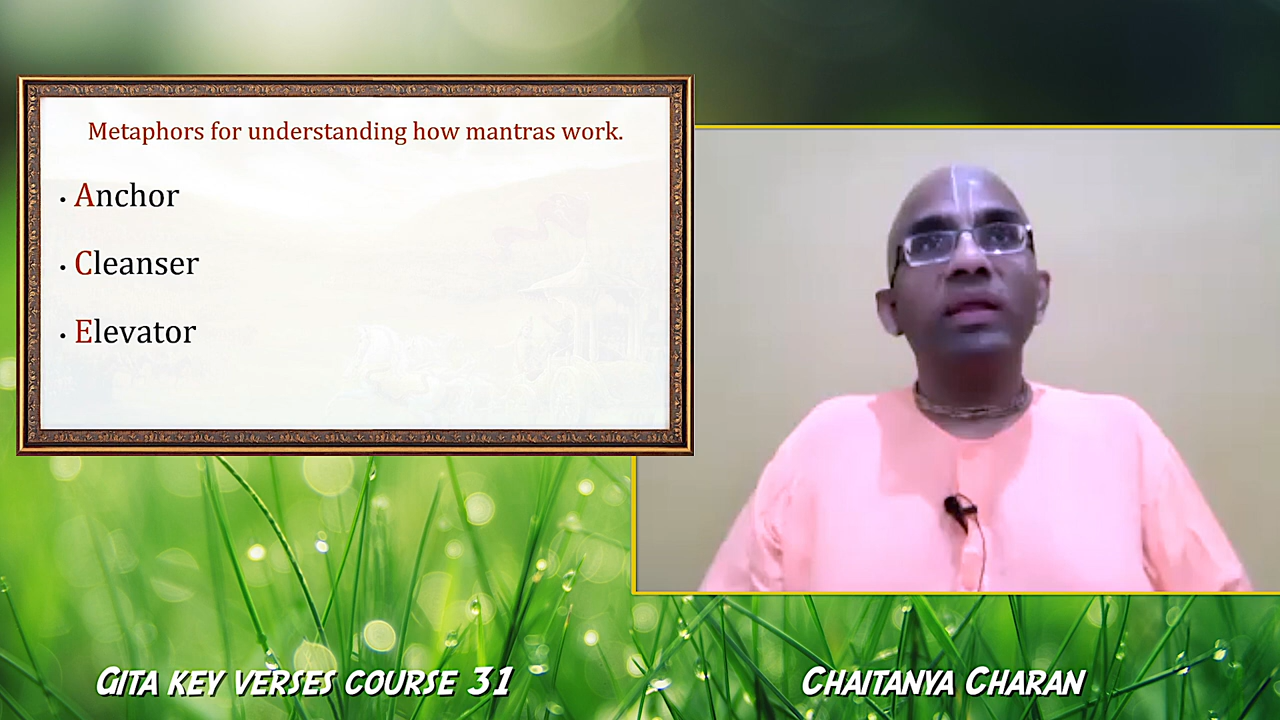 Metaphors for understanding how mantras work.
• Anchor
• Cleanser
• Elevator
GITA KEY VERSES COURSE 31
CHAITANYA CHARAN